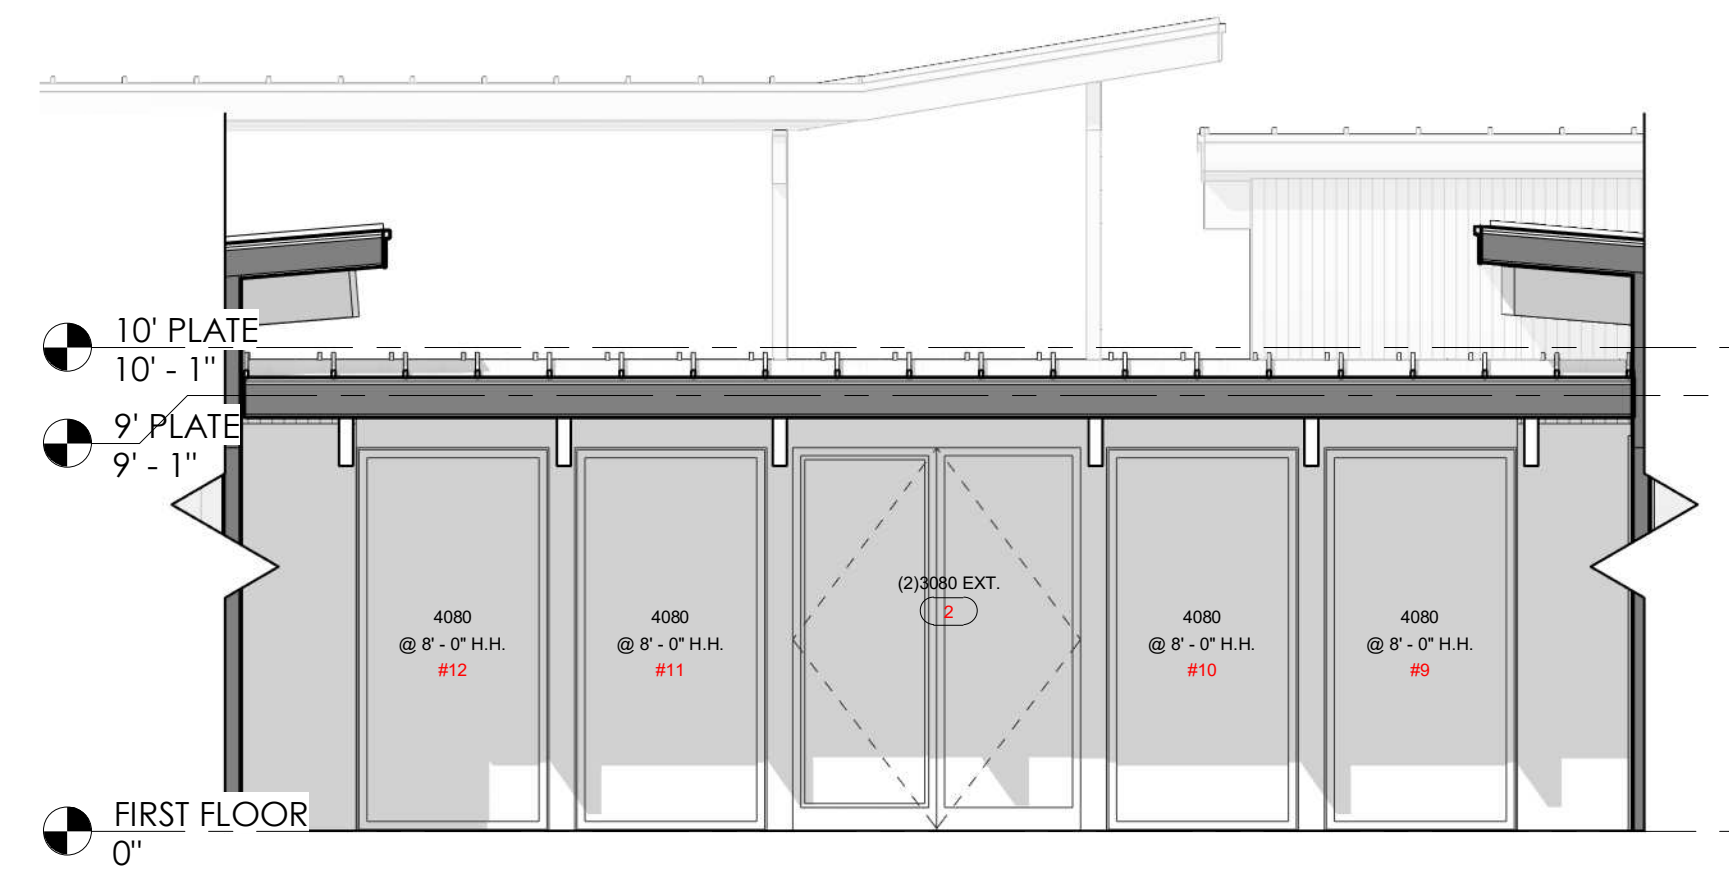 10' PLATE
10' - 1"
9' PLATE
9' - 1"
(2)3080 EXT.
2
4080
@ 8' - 0" H.H.
#12
4080
@ 8' - 0" H.H.
#11
4080
@ 8' - 0" H.H.
#10
4080
@ 8' - 0" H.H.
#9
FIRST FLOOR
0"